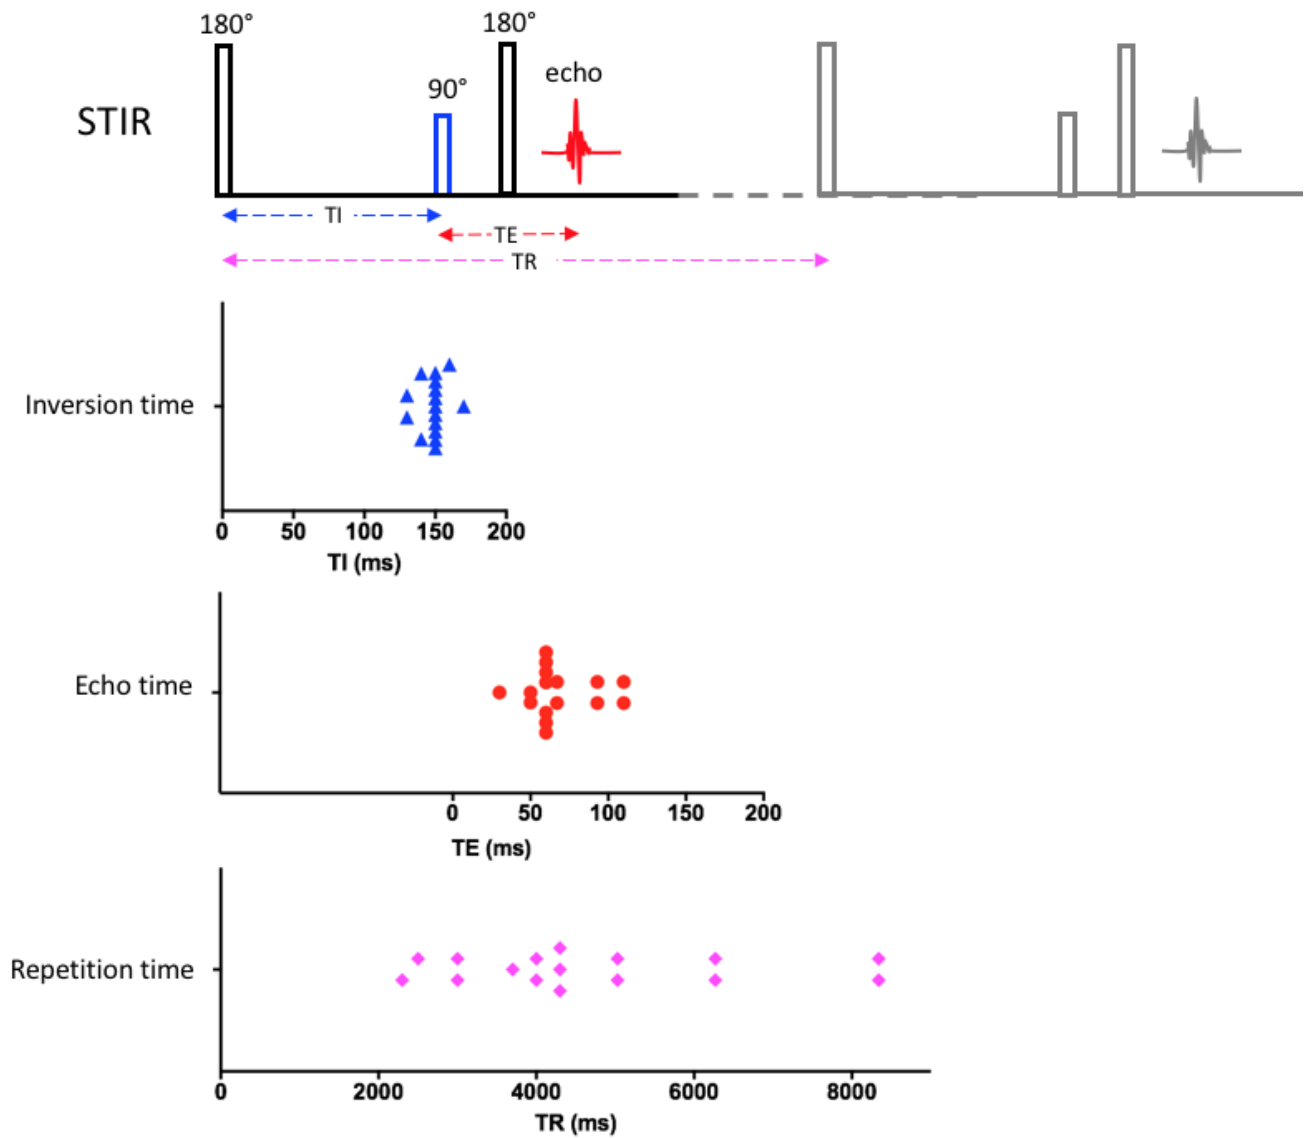 180° 180°
90° echo
STIR
TI
TE
TR
Inversion time
0 50 100 150 200
TI (ms)
Echo time
0 50 100 150 200
TE (ms)
Repetition time
0 2000 4000 6000 8000
TR (ms)